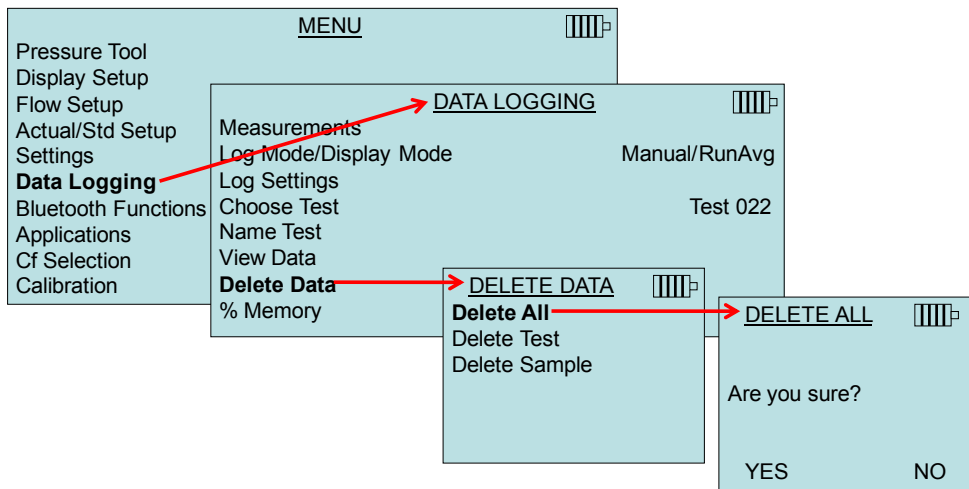 MENU
Pressure Tool
Display Setup
Flow Setup
Actual/Std Setup
Settings
Data Logging
Bluetooth Functions
Applications
Cf Selection
Calibration
DATA LOGGING
Measurements
Log Mode/Display Mode Manual/RunAvg
Log Settings
Choose Test Test 022
Name Test
View Data
Delete Data
% Memory
DELETE DATA
Delete All
Delete Test
Delete Sample
DELETE ALL
Are you sure?
YES NO